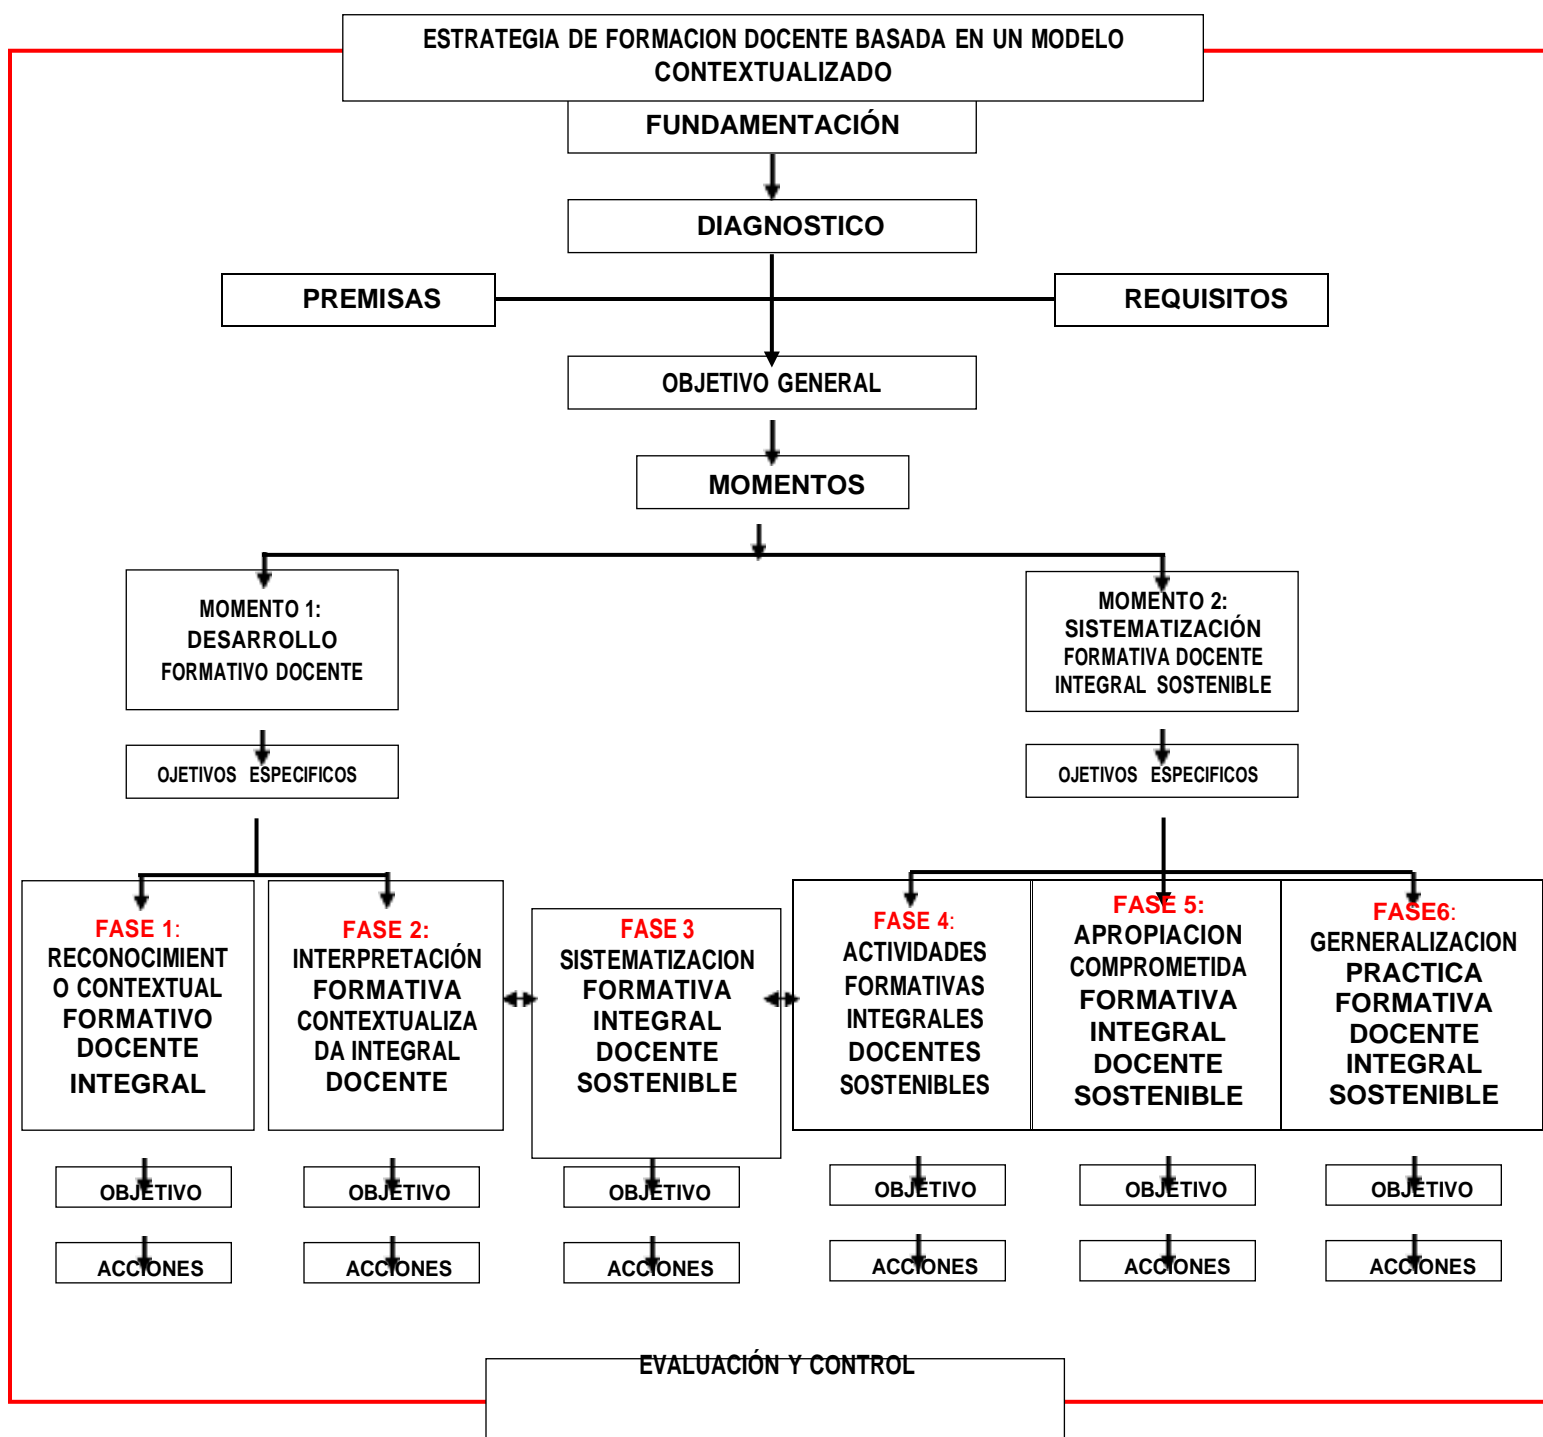 ESTRATEGIA DE FORMACION DOCENTE BASADA EN UN MODELO
CONTEXTUALIZADO
FUNDAMENTACIÓN
DIAGNOSTICO
PREMISAS
REQUISITOS
OBJETIVO GENERAL
MOMENTOS
MOMENTO 1:
DESARROLLO
FORMATIVO DOCENTE
MOMENTO 2:
SISTEMATIZACIÓN
FORMATIVA DOCENTE
INTEGRAL SOSTENIBLE
OJETIVOS ESPECIFICOS
OJETIVOS ESPECIFICOS
FASE 1:
RECONOCIMIENT
O CONTEXTUAL
FORMATIVO
DOCENTE
INTEGRAL
FASE 2:
INTERPRETACIÓN
FORMATIVA
CONTEXTUALIZA
DA INTEGRAL
DOCENTE
FASE 3
SISTEMATIZACION
FORMATIVA
INTEGRAL
DOCENTE
SOSTENIBLE
FASE 4:
ACTIVIDADES
FORMATIVAS
INTEGRALES
DOCENTES
SOSTENIBLES
FASE 5:
APROPIACION
COMPROMETIDA
FORMATIVA
INTEGRAL
DOCENTE
SOSTENIBLE
FASE6:
GERNERALIZACION
PRACTICA
FORMATIVA
DOCENTE
INTEGRAL
SOSTENIBLE
OBJETIVO
OBJETIVO
OBJETIVO
OBJETIVO
OBJETIVO
OBJETIVO
ACCIONES
ACCIONES
ACCIONES
ACCIONES
ACCIONES
ACCIONES
EVALUACIÓN Y CONTROL